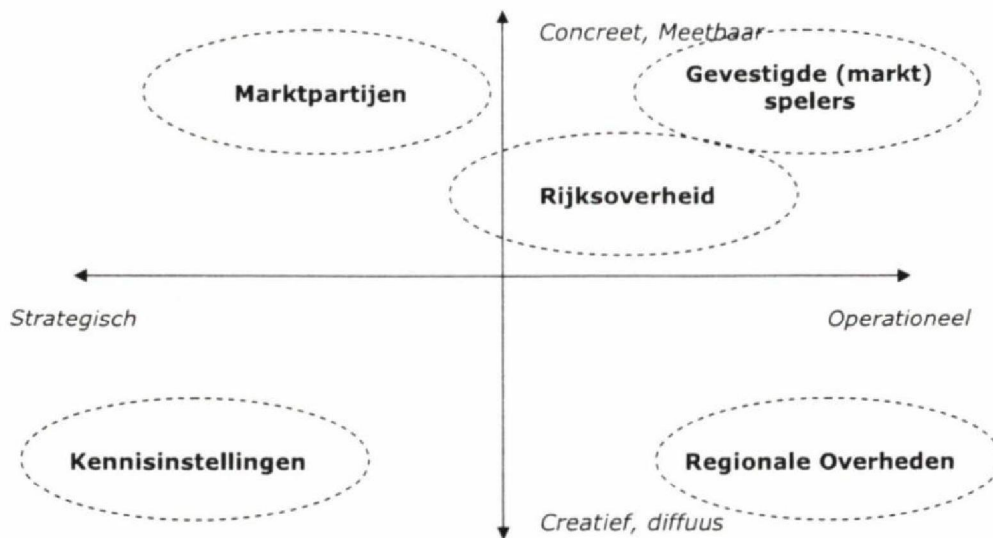 Concreet, Meetbaar
Marktpartijen
Gevestigde (markt)
spelers
Rijksoverheid
Strategisch
Operationeel
Kennisinstellingen
Regionale Overheden
Creatief, diffuus